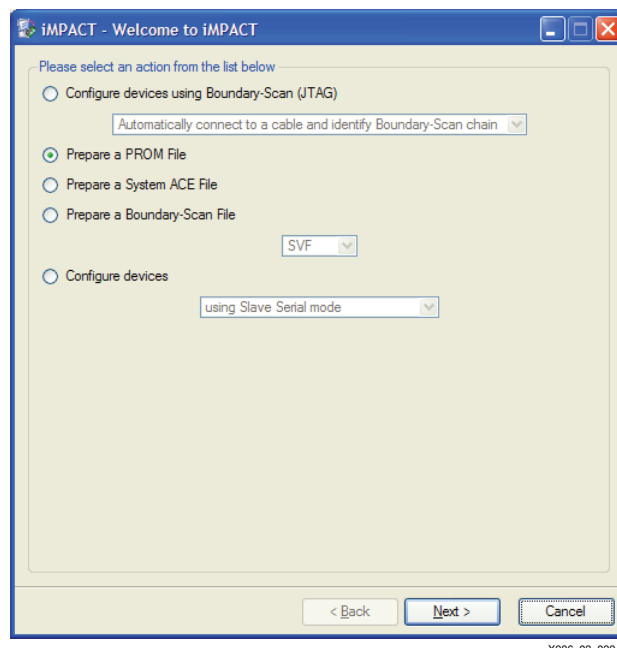 iMPACT - Welcome to iMPACT
Please select an action from the list below
Configure devices using Boundary-Scan (JTAG)
Automatically connect to a cable and identify Boundary-Scan chain
Prepare a PROM File
Prepare a System ACE File
Prepare a Boundary-Scan File
SVF
Configure devices
using Slave Serial mode
< Back Next > Cancel